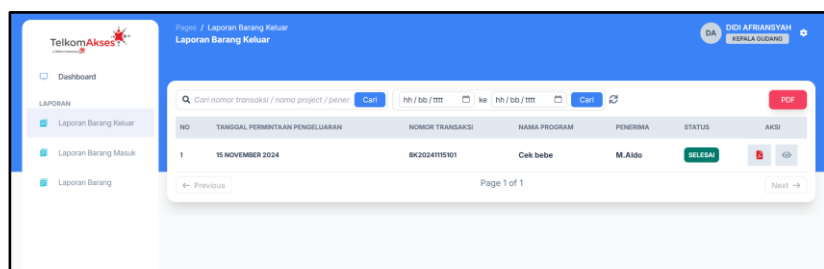 TelkomAkses
Dashboard
LAPORAN
Laporan Barang Keluar
Laporan Barang Masuk
Laporan Barang
Pages / Laporan Barang Keluar
Laporan Barang Keluar
DA
DIDI AFRIANSYAH
KEPALA GUDANG
Cari nomor transaksi / nama project / pener Cari hh / bb / tttt ke hh / bb / tttt Cari PDF
NO TANGGAL PERMINTAAN PENGELUARAN NOMOR TRANSAKSI NAMA PROGRAM PENERIMA STATUS AKSI
1 15 NOVEMBER 2024 BK20241115101 Cek bebe M.Aldo SELESAI
← Previous Page 1 of 1 Next →